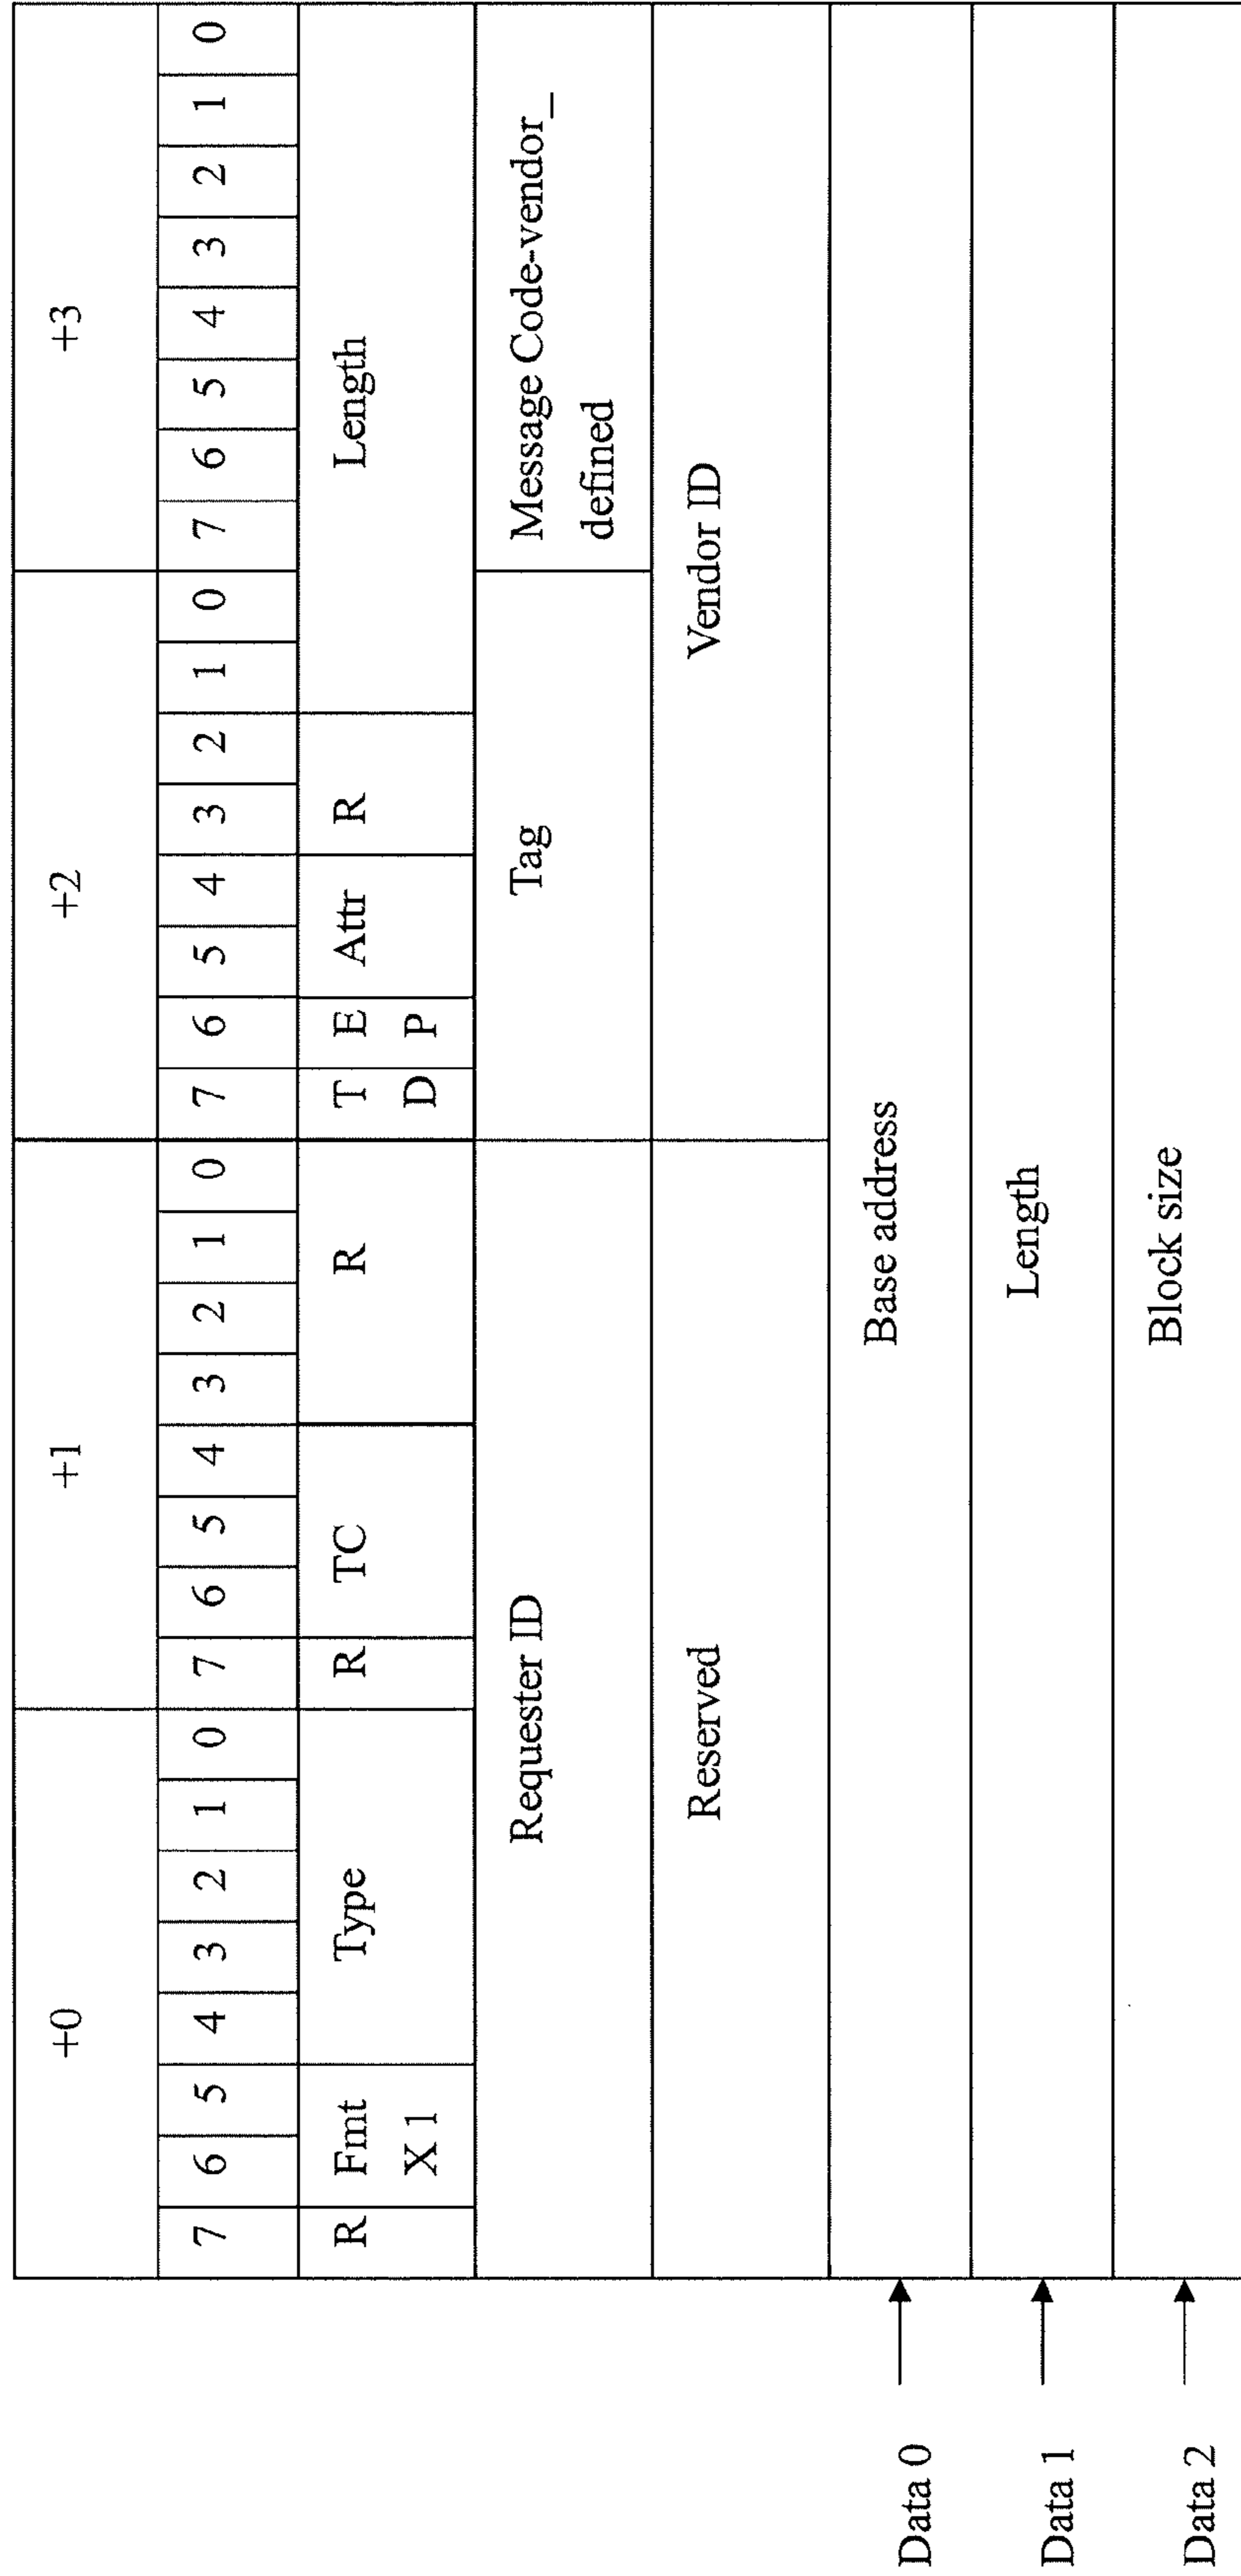 +0 +1 +2 +3
7 6 5 4 3 2 1 0 7 6 5 4 3 2 1 0 7 6 5 4 3 2 1 0 7 6 5 4 3 2 1 0
R Fmt Type R TC R T E Attr R Length
X 1 D P
Requester ID Tag Message Code-vendor_
defined
Reserved Vendor ID
Data 0 Base address
Data 1 Length
Data 2 Block size